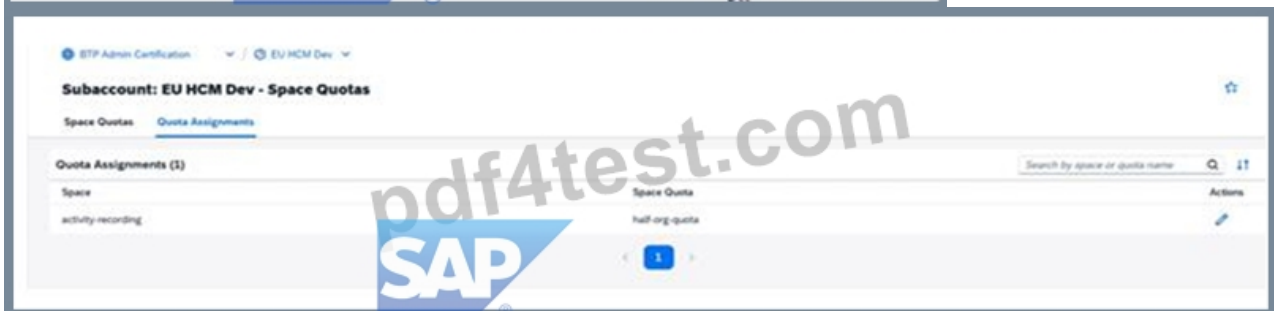 BTP Admin Certification / EU HCM Dev
Subaccount: EU HCM Dev - Space Quotas
Space Quotas Quota Assignments
pdf4test.com
Quota Assignments (1) Search by space or quota name
Space Space Quota Actions
activity-recording half-org-quota
SAP ®
1